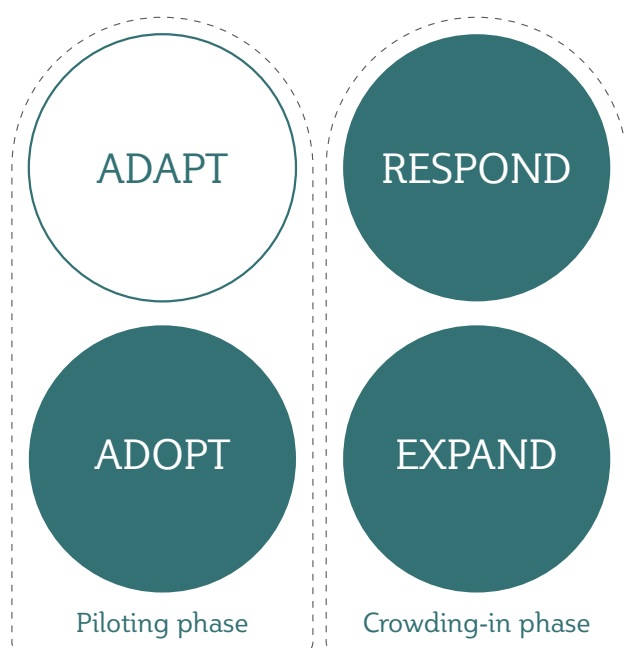 ADAPT
RESPOND
ADOPT
EXPAND
Piloting phase
Crowding-in phase